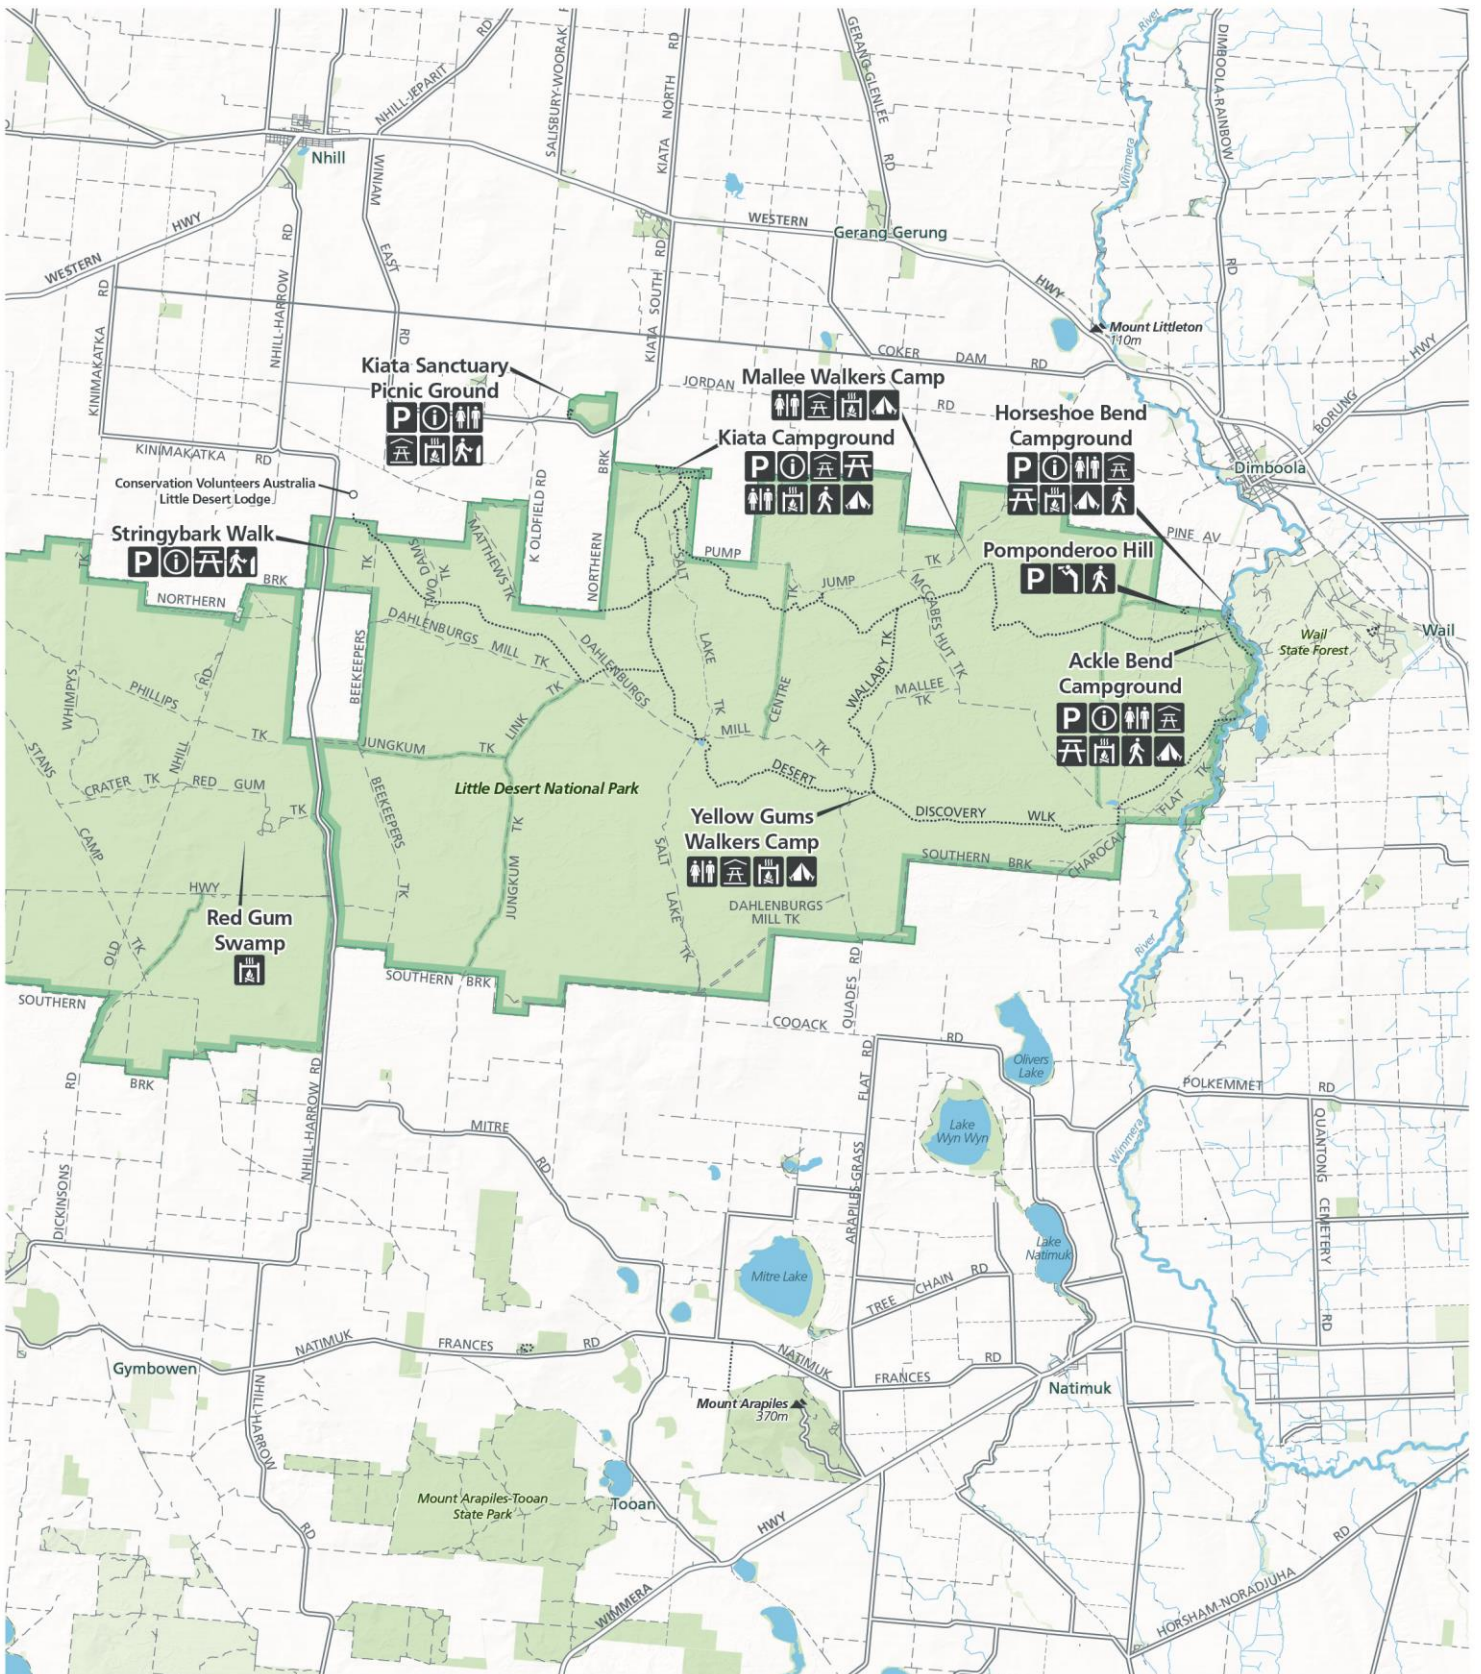 River
DIMBOOLA-RAINBOW
RD
GERANG-GLENLEE
RD
SALISBURY-WOORAK
KIATA NORTH RD
NHILL-JEPARIT
RD
Nhill
WINIAM
EAST
RD
Wimmera
WESTERN
HWY
WESTERN
HWY
Gerang Gerung
KINIMAKATKA
RD
NHILL-HARROW
RD
KIATA SOUTH RD
Mount Littleton
110m
COKER DAM RD
BORUNG
HWY
Kiata Sanctuary
Picnic Ground
P
JORDAN
RD
Mallee Walkers Camp
Horseshoe Bend
Campground
P
Kiata Campground
P
KINIMAKATKA RD
Dimboola
Conservation Volunteers Australia
Little Desert Lodge
Stringybark Walk
P
TK
TWO DAMS
TK
MATTHEWS TK
K OLDFIELD RD
NORTHERN
BRK
PUMP
JUMP
TK
PINE AV
Pomponderoo Hill
P
NORTHERN
BRK
TK
SALT
LAKE
TK
CENTRE
TK
MCCABES HUT TK
Wail
State Forest
Wail
Ackle Bend
Campground
P
DAHLENBURGS
MILL TK
DAHLENBURGS
MILL
TK
WALLABY TK
MALLEE
TK
BEEKEEPERS
WHIMPYS
PHILLIPS
TK
NHILL
RD
LINK
TK
JUNGKUM TK
STANS
CAMP
TK
CRATER TK RED GUM
TK
BEEKEEPERS
TK
Little Desert National Park
DESERT
DISCOVERY WLK
FLAT
TK
CHAROCAL
Yellow Gums
Walkers Camp
SOUTHERN BRK
JUNGKUM
TK
SALT
LAKE
TK
DAHLENBURGS
MILL TK
OLD
HWY
Red Gum
Swamp
SOUTHERN
BRK
SOUTHERN BRK
QUADES RD
River
COOACK
RD
Olivers
Lake
RD
DICKINSONS
NHILL-HARROW RD
MITRE
RD
FLAT RD
ARAPILES-GRASS
Lake
Wyn Wyn
POLKEMMET RD
Wimmera
QUANTONG CEMETERY RD
Lake
Natimuk
Mitre Lake
TREE CHAIN RD
Gymbowen
NATIMUK
FRANCES
RD
NATIMUK
FRANCES
RD
Natimuk
NHILL-HARROW
RD
Mount Arapiles
370m
Mount Arapiles-Tooan
State Park
Tooan
HWY
WIMMERA
HORSHAM-NORADJUHA
RD